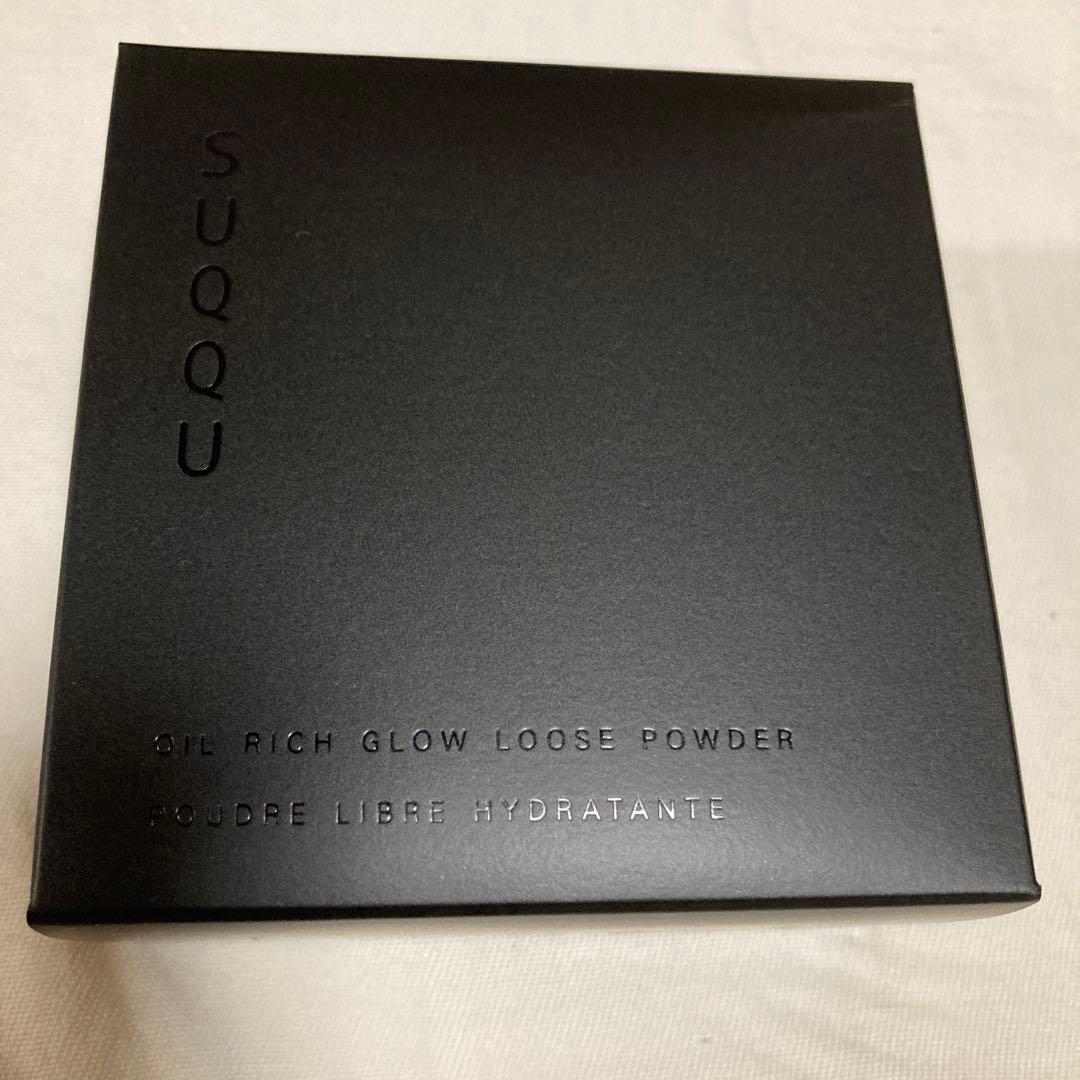 SUQQU
OIL RICH GLOW LOOSE POWDER
POUDRE LIBRE HYDRATANTE